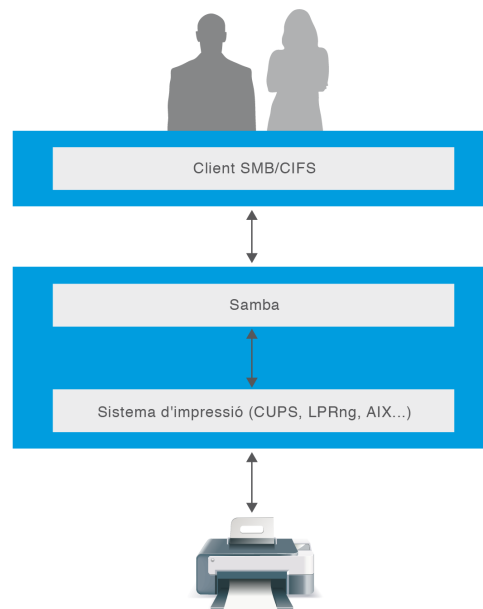 Client SMB/CIFS
Samba
Sistema d'impressió (CUPS, LPRng, AIX...)